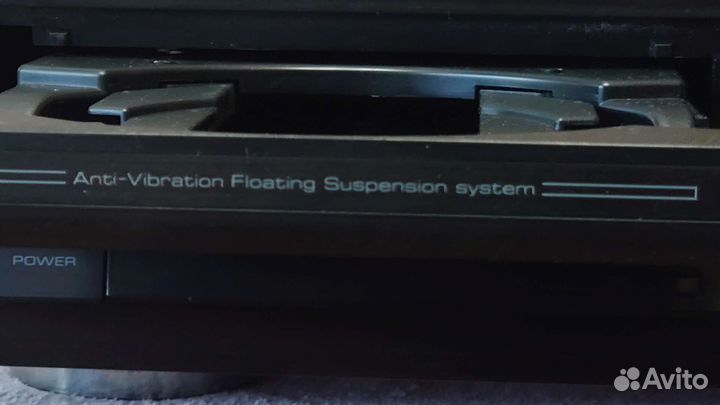 Anti-Vibration Floating Suspension system
POWER
Avito